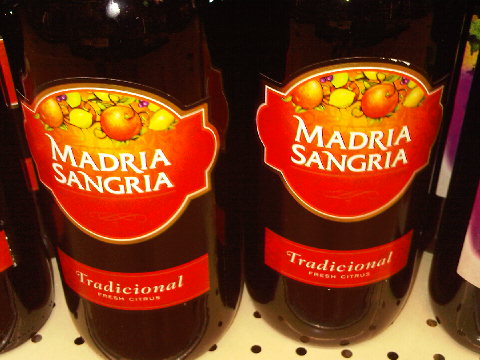 MADRIA
SANGRIA
Tradicional
FRESH CITRUS
MADRIA
SANGRIA
Tradicional
FRESH CITRUS